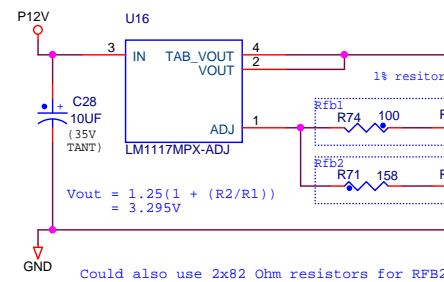 P12V
U16
3 IN TAB_VOUT 4
VOUT 2
1% resitor
C28
+
10UF
(35V
TANT)
ADJ 1
LM1117MPX-ADJ
Rfb1
R74 100
Rfb2
R71 158
Vout = 1.25(1 + (R2/R1))
= 3.295V
GND
Could also use 2x82 Ohm resistors for RFB2